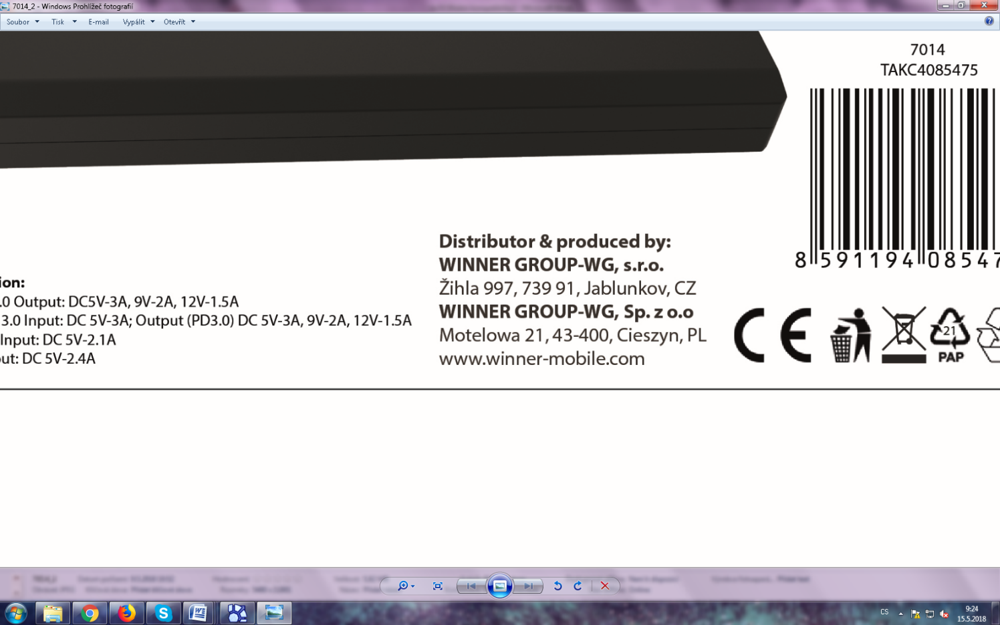 7014_2 - Windows Prohlížeč fotografií
Soubor Tisk E-mail Vypálit Otevřít
7014
TAKC4085475
8 591194 08547
Distributor & produced by:
WINNER GROUP-WG, s.r.o.
Žihla 997, 739 91, Jablunkov, CZ
WINNER GROUP-WG, Sp. z o.o
Motelowa 21, 43-400, Cieszyn, PL
www.winner-mobile.com
ion:
.0 Output: DC5V-3A, 9V-2A, 12V-1.5A
3.0 Input: DC 5V-3A; Output (PD3.0) DC 5V-3A, 9V-2A, 12V-1.5A
Input: DC 5V-2.1A
ut: DC 5V-2.4A
CE
21
PAP
CS
9:24
15.5.2018